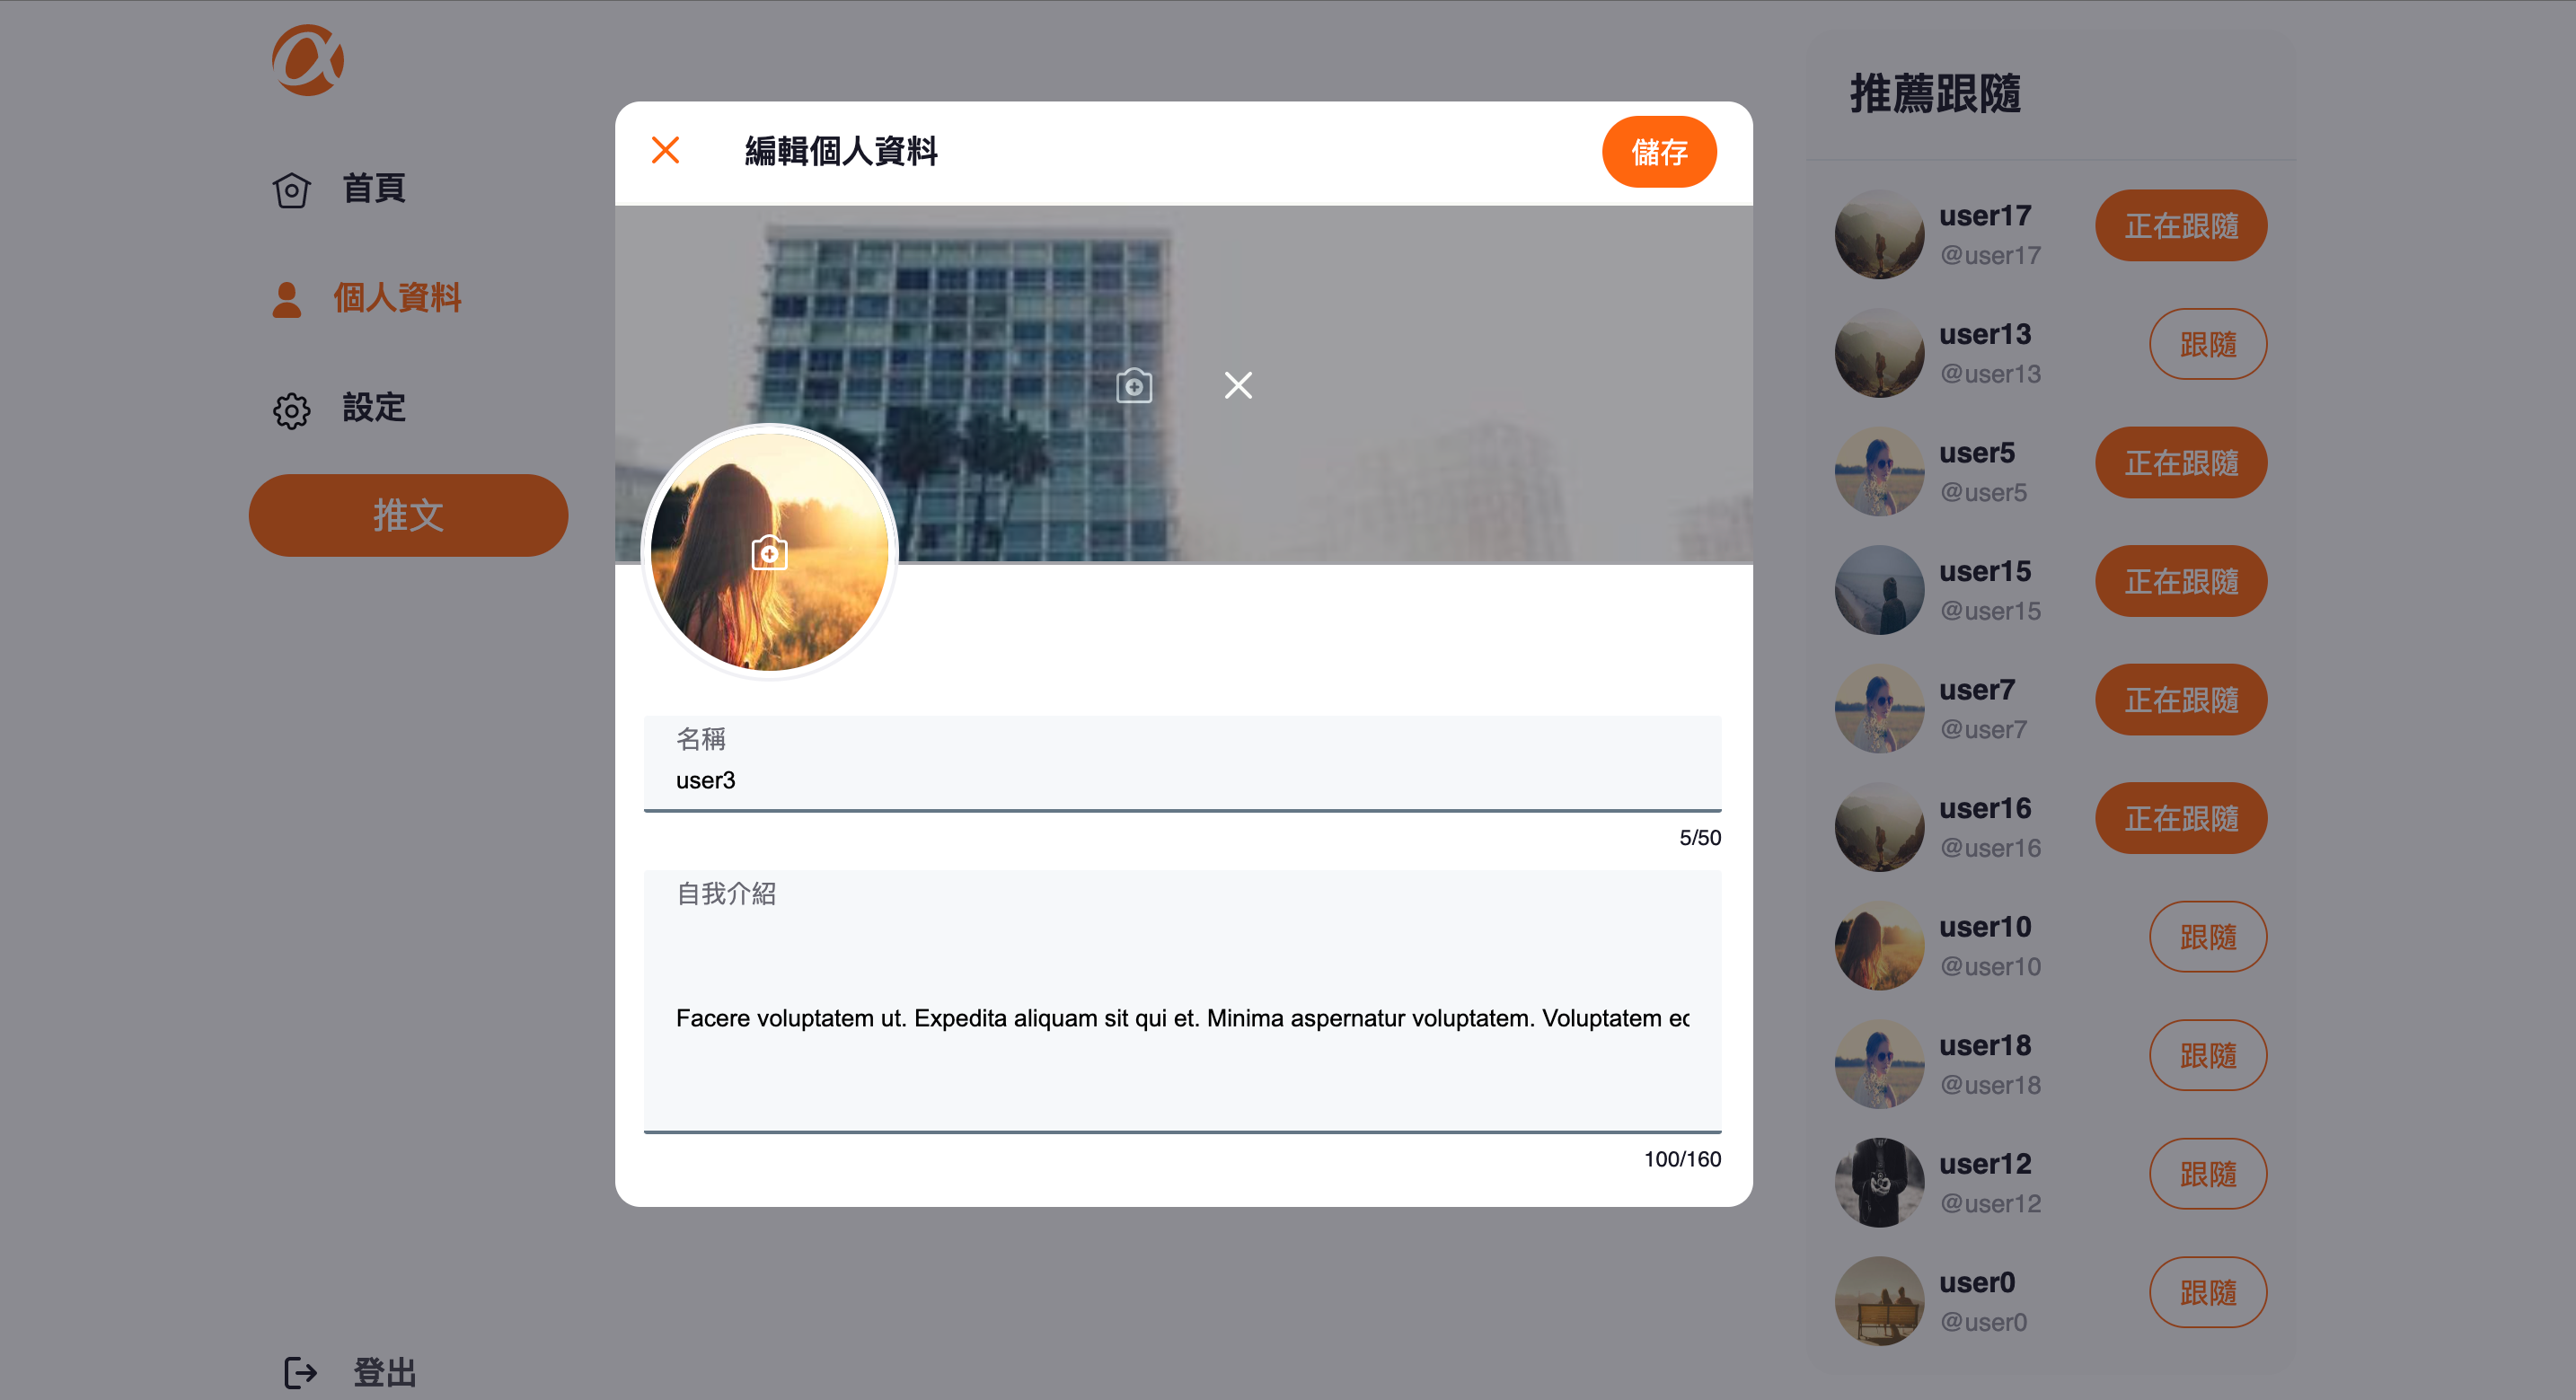 首頁
個人資料
設定
推文
登出
編輯個人資料
儲存
名稱
user3
5/50
自我介紹
Facere voluptatem ut. Expedita aliquam sit qui et. Minima aspernatur voluptatem. Voluptatem
100/160
推薦跟隨
user17
@user17
正在跟隨
user13
@user13
跟隨
user5
@user5
正在跟隨
user15
@user15
正在跟隨
user7
@user7
正在跟隨
user16
@user16
正在跟隨
user10
@user10
跟隨
user18
@user18
跟隨
user12
@user12
跟隨
user0
@user0
跟隨